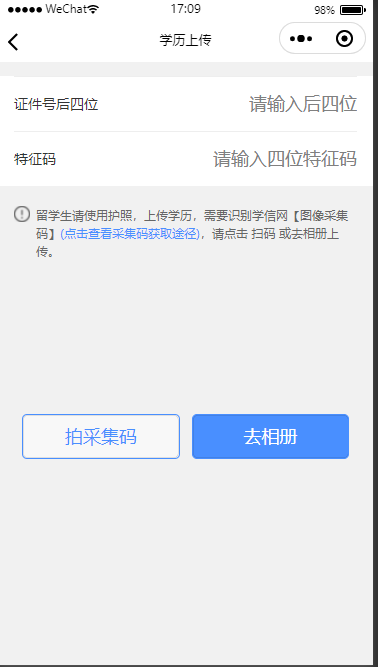 WeChat 17:09 98%
学历上传
证件号后四位 请输入后四位
特征码 请输入四位特征码
留学生请使用护照，上传学历，需要识别学信网【图像采集
码】(点击查看采集码获取途径)，请点击 扫码 或去相册上
传。
拍采集码 去相册